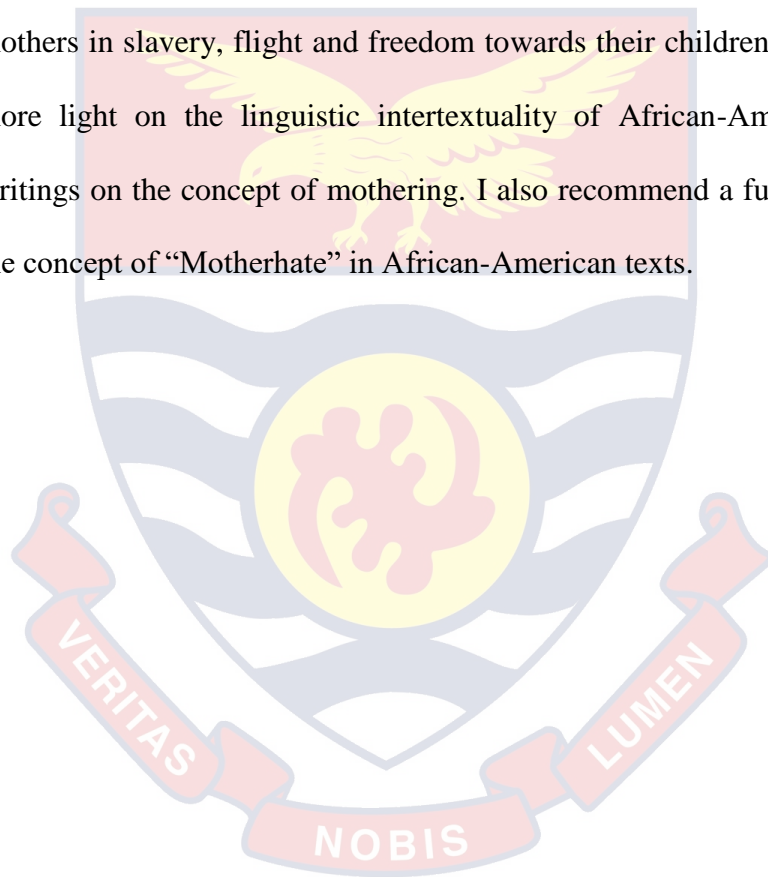 others in slavery, flight and freedom towards their children
ore light on the linguistic intertextuality of African-Am
ritings on the concept of mothering. I also recommend a fu
e concept of “Motherhate” in African-American texts.
VERITAS
NOBIS
LUMEN